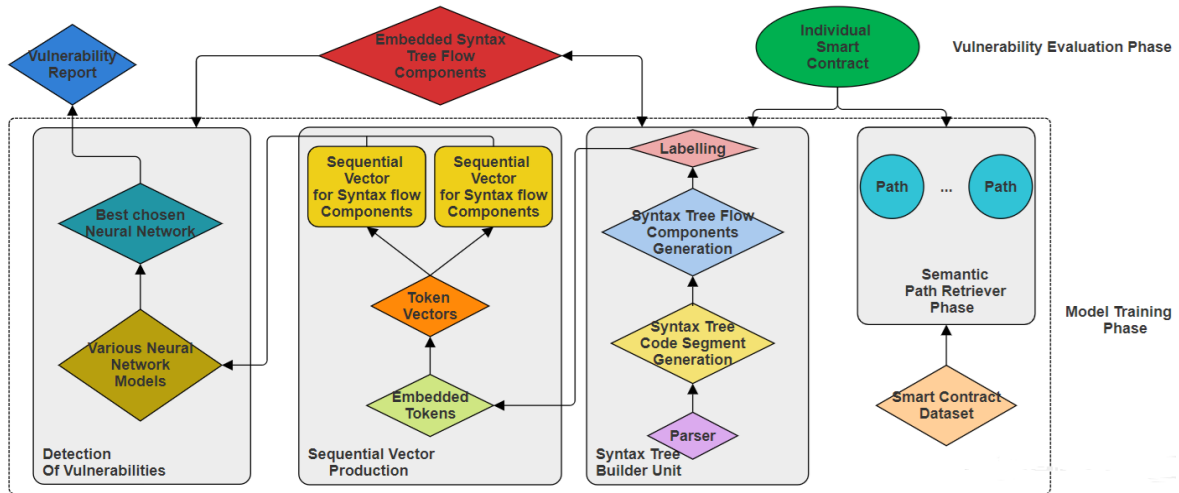 Vulnerability
Report
Embedded Syntax
Tree Flow
Components
Individual
Smart
Contract
Vulnerability Evaluation Phase
Best chosen
Neural Network
Various Neural
Network
Models
Detection
Of Vulnerabilities
Sequential
Vector
for Syntax flow
Components
Sequential
Vector
for Syntax flow
Components
Token
Vectors
Embedded
Tokens
Sequential Vector
Production
Labelling
Syntax Tree Flow
Components
Generation
Syntax Tree
Code Segment
Generation
Parser
Syntax Tree
Builder Unit
Path
...
Path
Semantic
Path Retriever
Phase
Smart Contract
Dataset
Model Training
Phase